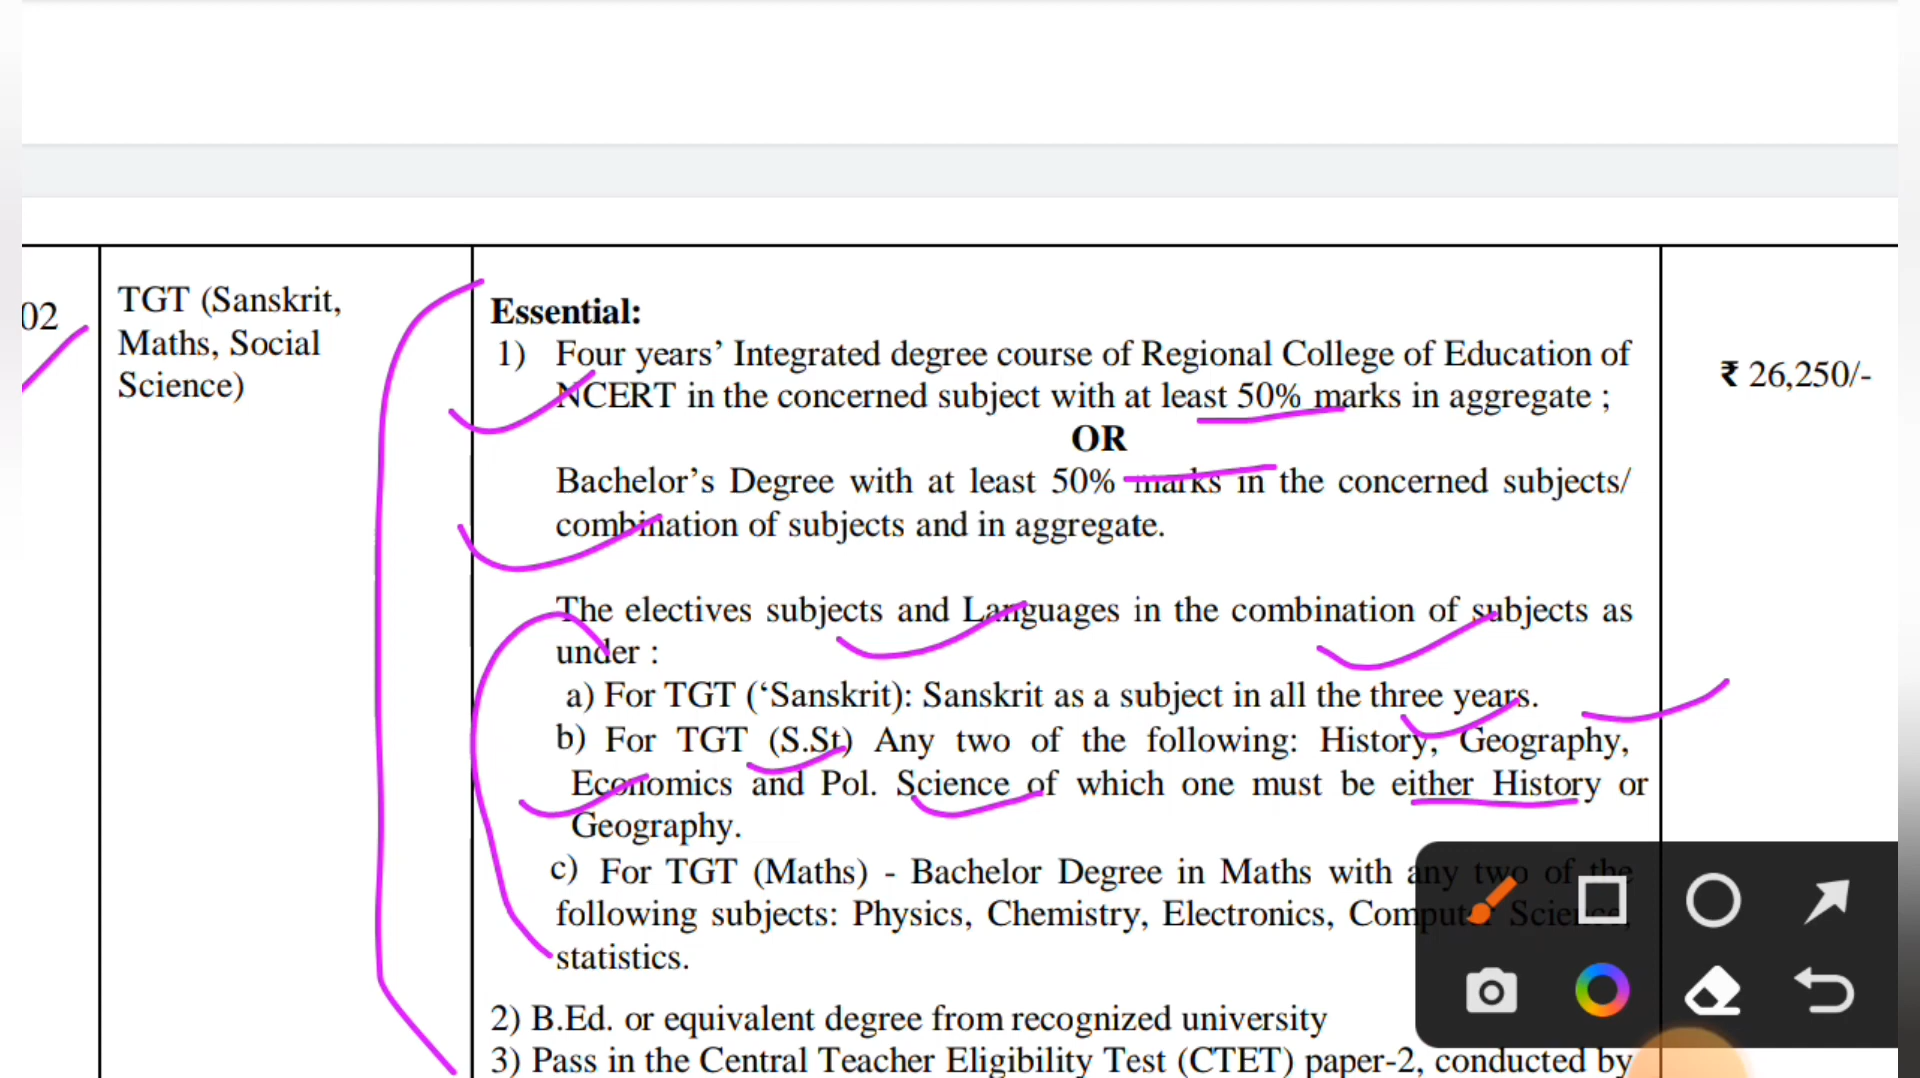 02
TGT (Sanskrit,
Maths, Social
Science)
Essential:
1) Four years’ Integrated degree course of Regional College of Education of
NCERT in the concerned subject with at least 50% marks in aggregate ;
OR
Bachelor’s Degree with at least 50% marks in the concerned subjects/
combination of subjects and in aggregate.
The electives subjects and Languages in the combination of subjects as
under :
a) For TGT (‘Sanskrit): Sanskrit as a subject in all the three years.
b) For TGT (S.St) Any two of the following: History, Geography,
Economics and Pol. Science of which one must be either History or
Geography.
c) For TGT (Maths) - Bachelor Degree in Maths with any two of the
following subjects: Physics, Chemistry, Electronics, Computer Science,
statistics.
2) B.Ed. or equivalent degree from recognized university
3) Pass in the Central Teacher Eligibility Test (CTET) paper-2, conducted by
₹ 26,250/-